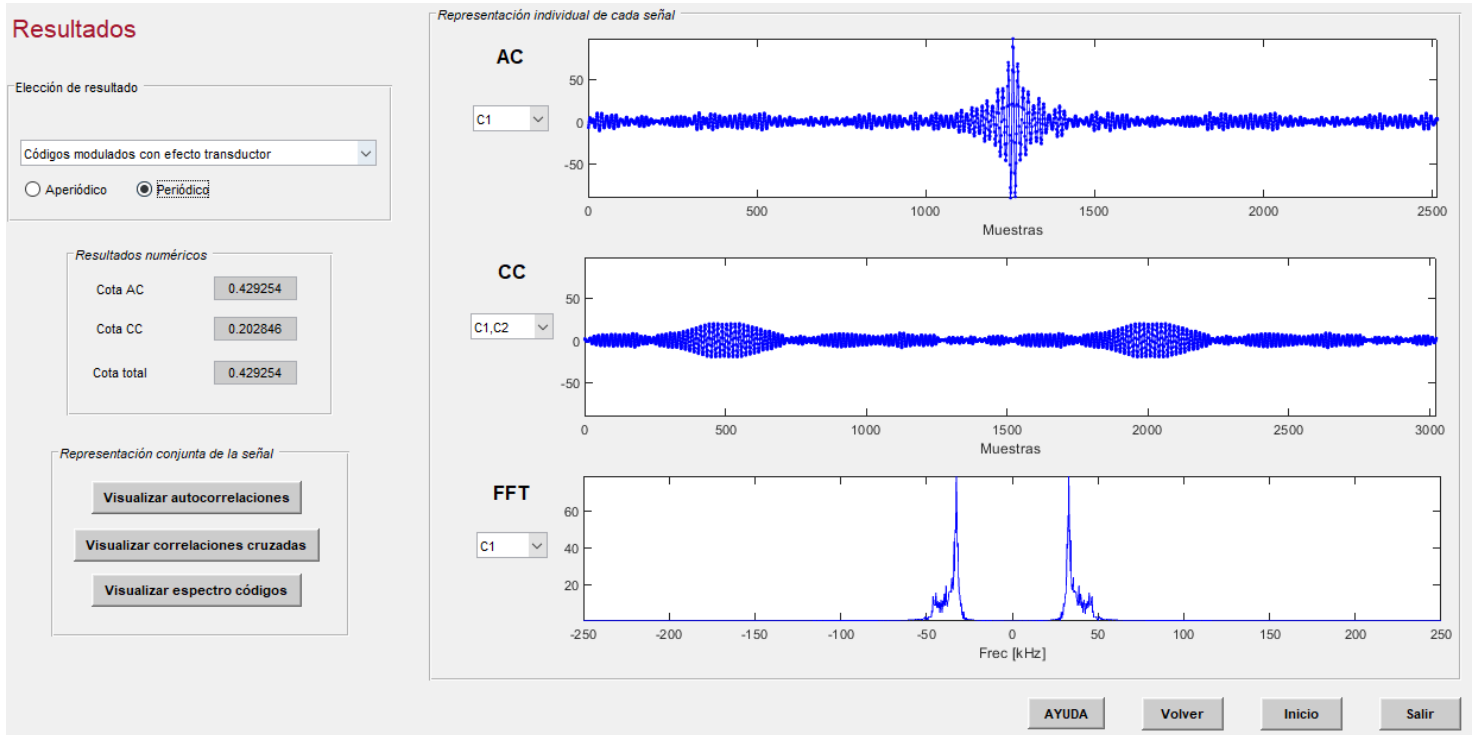 Resultados
Elección de resultado
Códigos modulados con efecto transductor
Aperiódico Periódico
Resultados numéricos
Cota AC 0.429254
Cota CC 0.202846
Cota total 0.429254
Representación conjunta de la señal
Visualizar autocorrelaciones
Visualizar correlaciones cruzadas
Visualizar espectro códigos
Representación individual de cada señal
AC
C1
50
0
-50
0 500 1000 1500 2000 2500
Muestras
CC
C1,C2
50
0
-50
0 500 1000 1500 2000 2500 3000
Muestras
FFT
C1
60
40
20
-250 -200 -150 -100 -50 0 50 100 150 200 250
Frec [kHz]
AYUDA Volver Inicio Salir